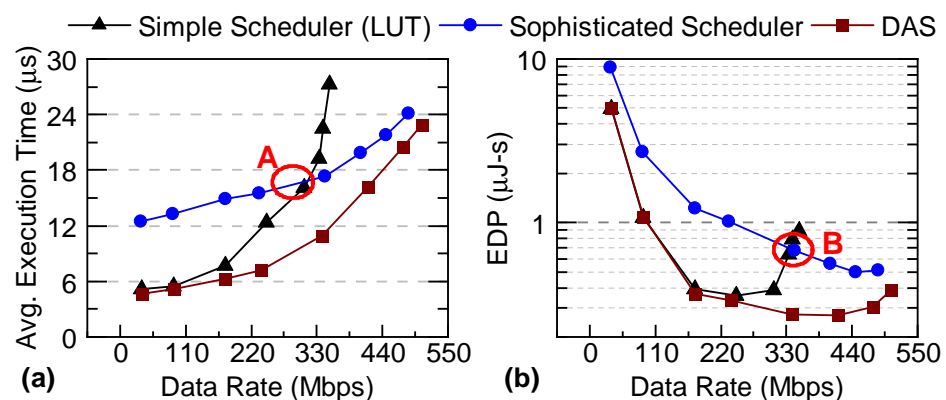 Simple Scheduler (LUT) Sophisticated Scheduler DAS
Avg. Execution Time (μs)
30
24
18
12
6
0
A
0 110 220 330 440 550
Data Rate (Mbps)
(a)
EDP (μJ-s)
10
1
B
0 110 220 330 440 550
Data Rate (Mbps)
(b)